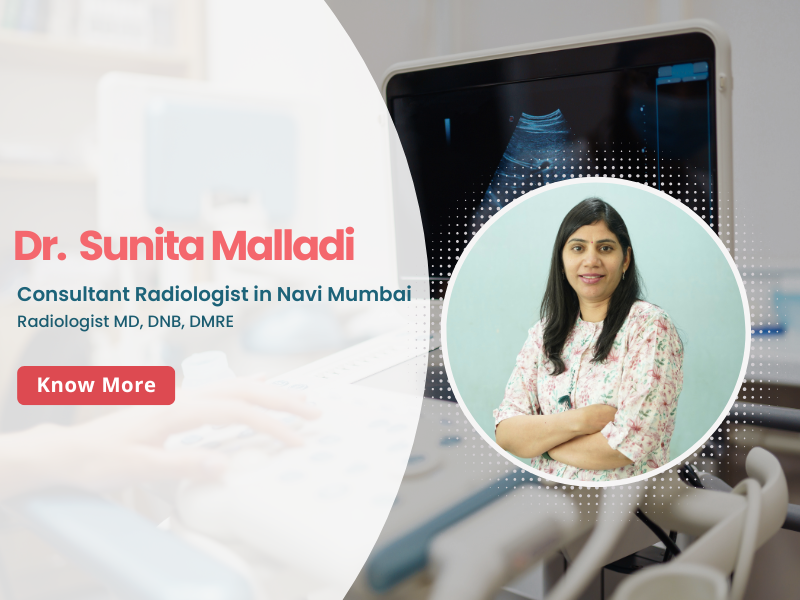 Dr. Sunita Malladi
Consultant Radiologist in Navi Mumbai
Radiologist MD, DNB, DMRE
Know More